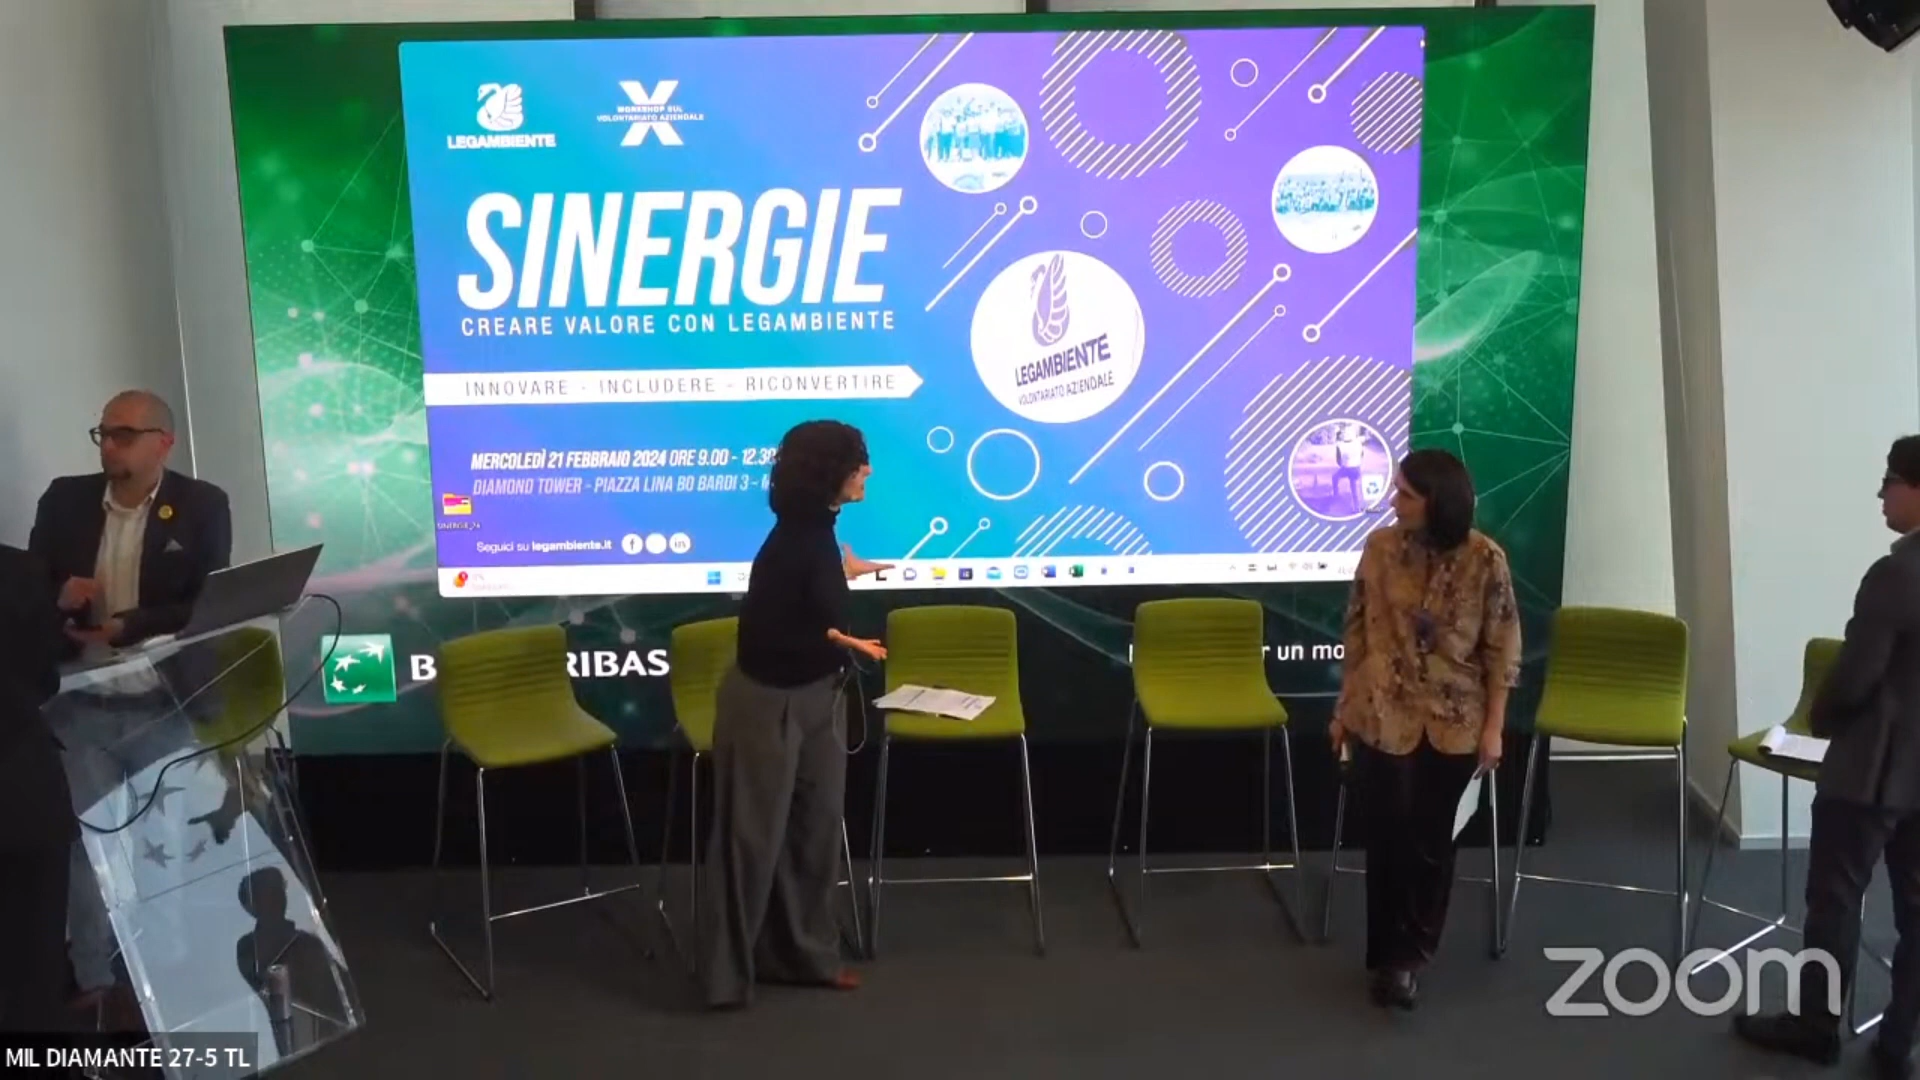 LEGAMBIENTE
WORKSHOP SUL
VOLONTARIATO AZIENDALE
SINERGIE
CREARE VALORE CON LEGAMBIENTE
INNOVARE - INCLUDERE - RICONVERTIRE
LEGAMBIENTE
VOLONTARIATO AZIENDALE
MERCOLEDÌ 21 FEBBRAIO 2024 ORE 9.00 - 12.30
DIAMOND TOWER - PIAZZA LINA BO BARDI 3 - M
SINERGIE_24
Seguici su legambiente.it
B RIBAS
r un mo
zoom
MIL DIAMANTE 27-5 TL